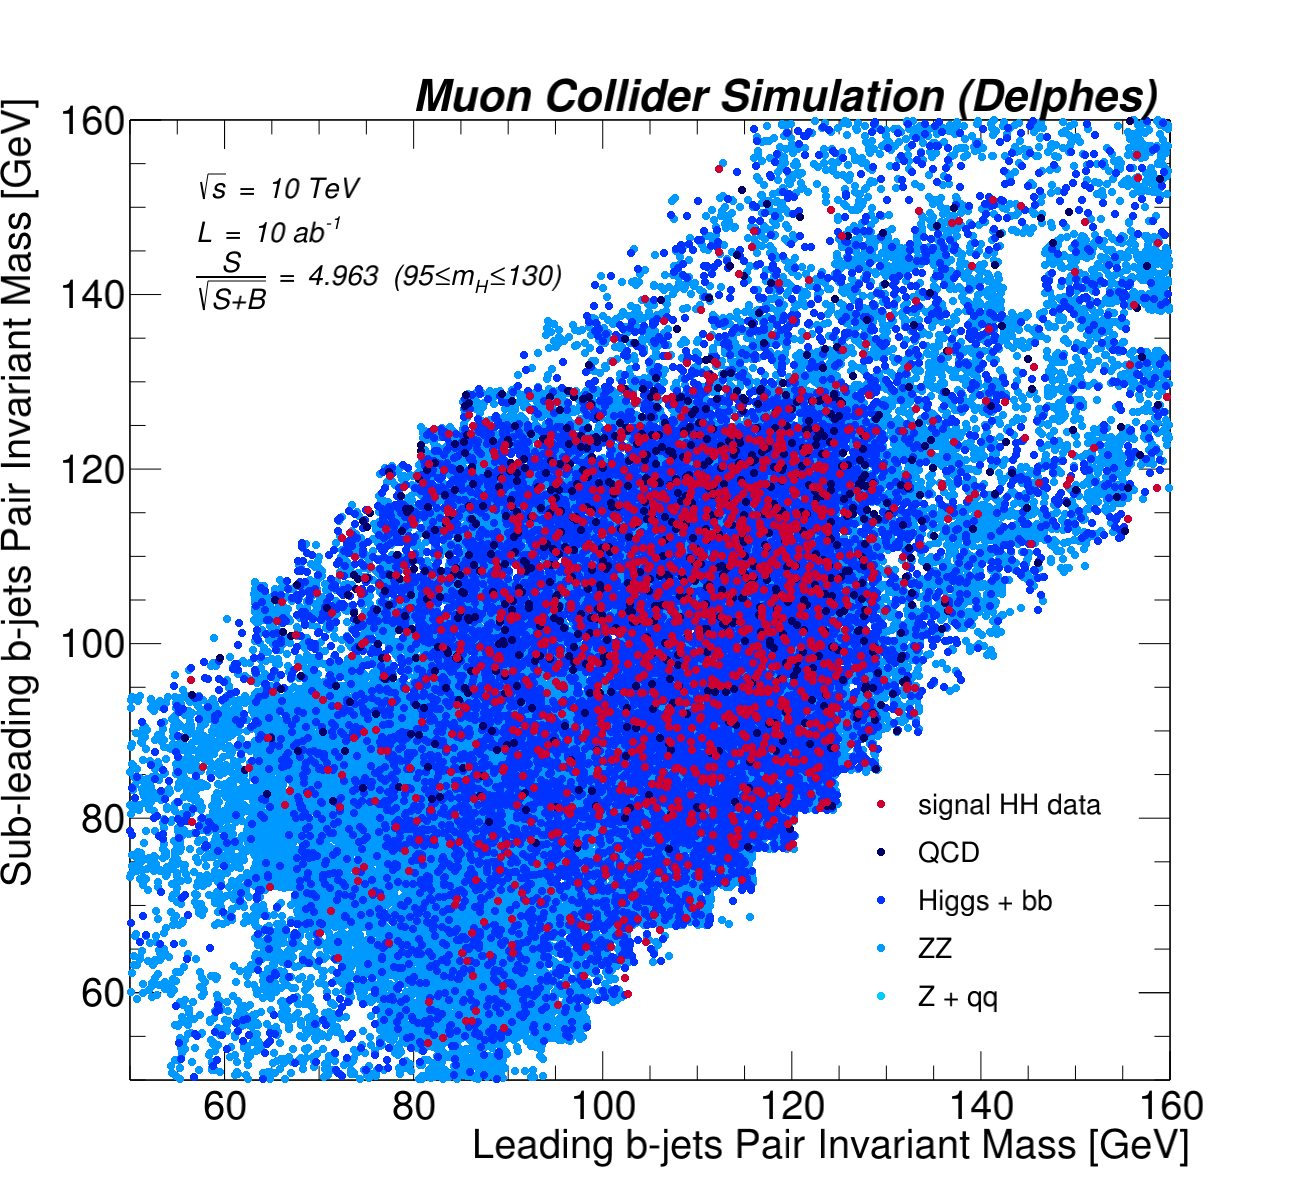 Muon Collider Simulation (Delphes)
√s = 10 TeV
L = 10 ab⁻¹
S
√S+B = 4.963 (95≤m_H≤130)
Sub-leading b-jets Pair Invariant Mass [GeV]
160
140
120
100
80
60
signal HH data
QCD
Higgs + bb
ZZ
Z + qq
60 80 100 120 140 160
Leading b-jets Pair Invariant Mass [GeV]